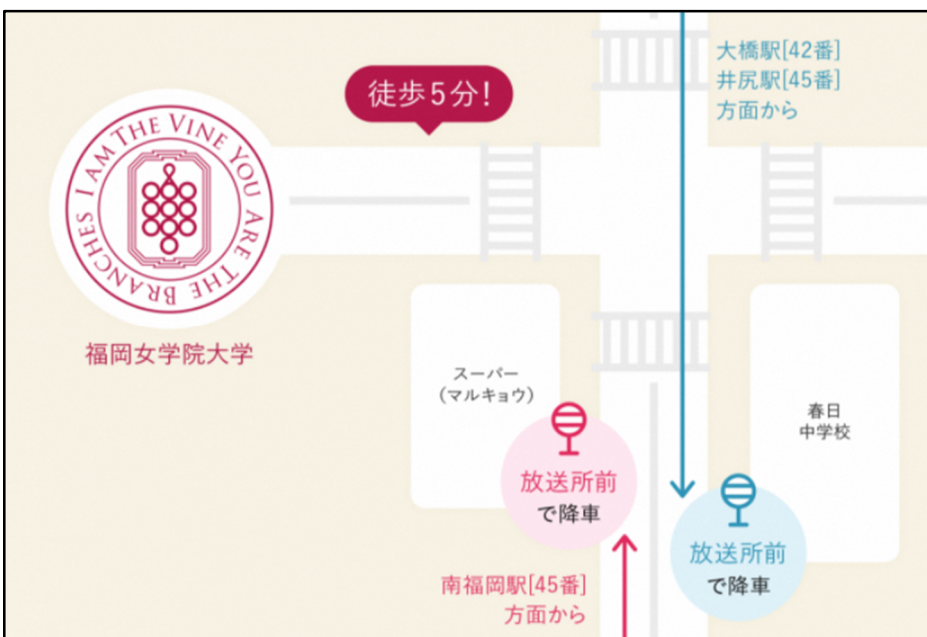 大橋駅[42番]
井尻駅[45番]
方面から
徒歩5分!
I AM THE VINE YOU ARE THE BRANCHES
福岡女学院大学
スーパー
(マルキョウ)
春日
中学校
放送所前
で降車
放送所前
で降車
南福岡駅[45番]
方面から